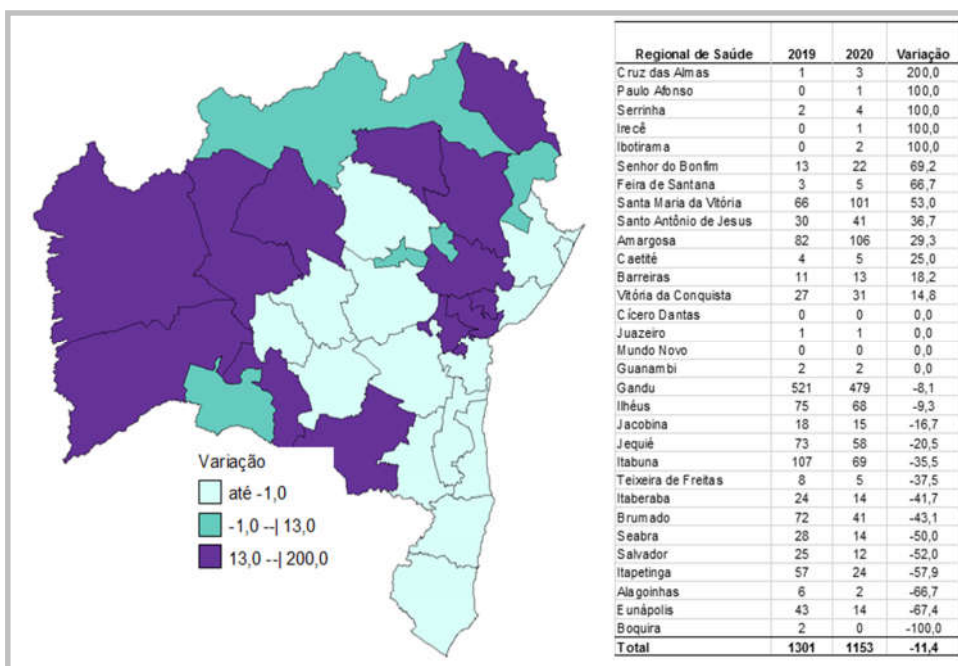 Variação
até -1,0
-1,0 --| 13,0
13,0 --| 200,0
Regional de Saúde 2019 2020 Variação
Cruz das Almas 1 3 200,0
Paulo Afonso 0 1 100,0
Serrinha 2 4 100,0
Irecê 0 1 100,0
Ibotirama 0 2 100,0
Senhor do Bonfim 13 22 69,2
Feira de Santana 3 5 66,7
Santa Maria da Vitória 66 101 53,0
Santo Antônio de Jesus 30 41 36,7
Amargosa 82 106 29,3
Caetité 4 5 25,0
Barreiras 11 13 18,2
Vitória da Conquista 27 31 14,8
Cícero Dantas 0 0 0,0
Juazeiro 1 1 0,0
Mundo Novo 0 0 0,0
Guanambi 2 2 0,0
Gandu 521 479 -8,1
Ilhéus 75 68 -9,3
Jacobina 18 15 -16,7
Jequié 73 58 -20,5
Itabuna 107 69 -35,5
Teixeira de Freitas 8 5 -37,5
Itaberaba 24 14 -41,7
Brumado 72 41 -43,1
Seabra 28 14 -50,0
Salvador 25 12 -52,0
Itapetinga 57 24 -57,9
Alagoinhas 6 2 -66,7
Eunápolis 43 14 -67,4
Boquira 2 0 -100,0
Total 1301 1153 -11,4